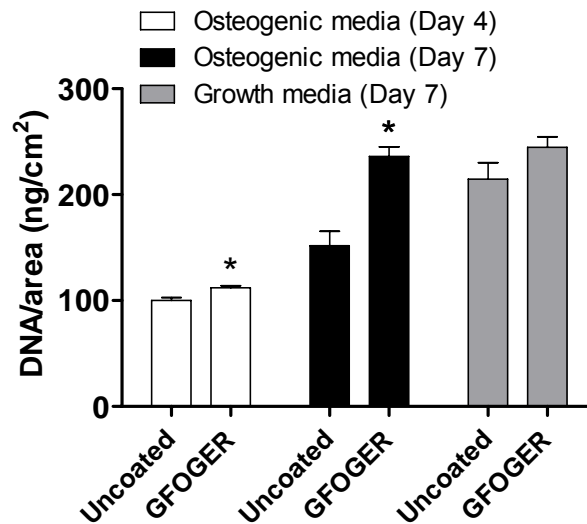 Osteogenic media (Day 4)
Osteogenic media (Day 7)
Growth media (Day 7)
DNA/area (ng/cm²)
300
200
100
0
*
*
Uncoated
GFOGER
Uncoated
GFOGER
Uncoated
GFOGER